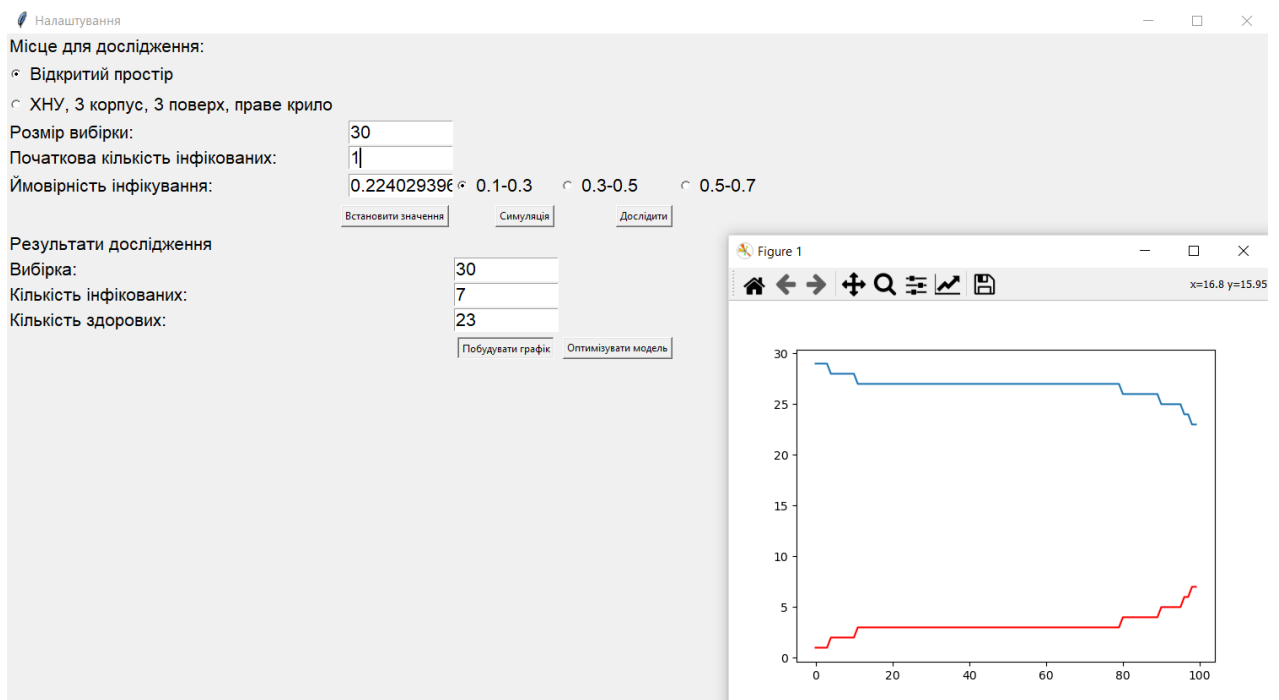 Налаштування
Місце для дослідження:
Відкритий простір
ХНУ, 3 корпус, 3 поверх, праве крило
Розмір вибірки: 30
Початкова кількість інфікованих: 1
Ймовірність інфікування: 0.224029396 0.1-0.3 0.3-0.5 0.5-0.7
Встановити значення Симуляція Дослідити
Результати дослідження
Вибірка: 30
Кількість інфікованих: 7
Кількість здорових: 23
Побудувати графік Оптимізувати модель
Figure 1
x=16.8 y=15.95
30
25
20
15
10
5
0
0 20 40 60 80 100